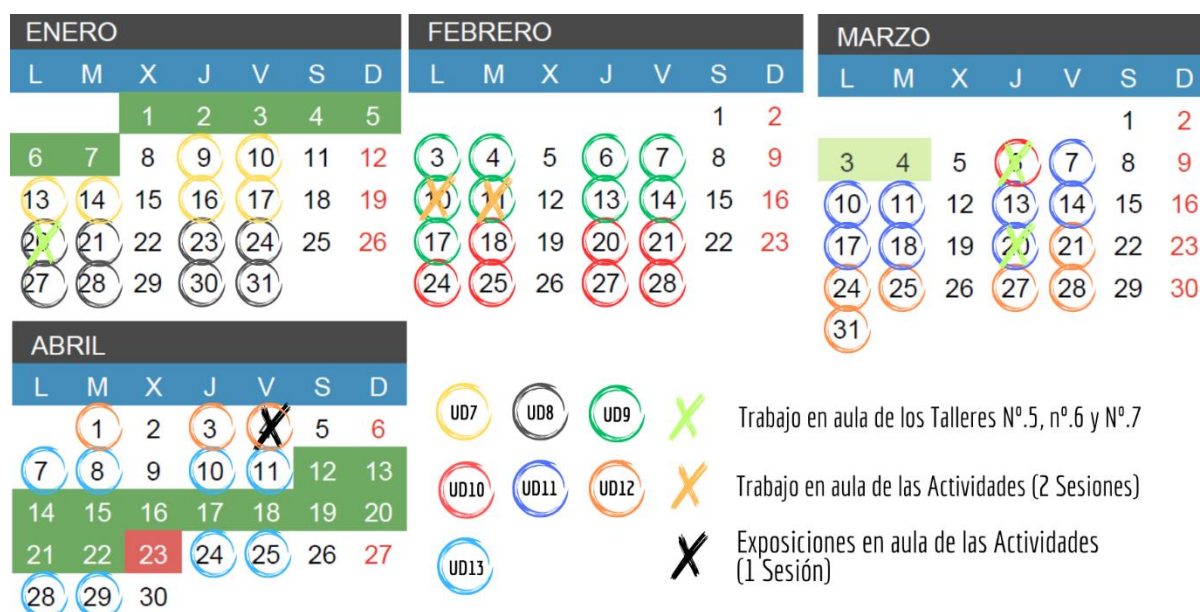 ENERO
L M X J V S D
1 2 3 4 5
6 7 8 9 10 11 12
13 14 15 16 17 18 19
20 21 22 23 24 25 26
27 28 29 30 31
FEBRERO
L M X J V S D
1 2
3 4 5 6 7 8 9
10 11 12 13 14 15 16
17 18 19 20 21 22 23
24 25 26 27 28
MARZO
L M X J V S D
1 2
3 4 5 6 7 8 9
10 11 12 13 14 15 16
17 18 19 20 21 22 23
24 25 26 27 28 29 30
31
ABRIL
L M X J V S D
1 2 3 4 5 6
7 8 9 10 11 12 13
14 15 16 17 18 19 20
21 22 23 24 25 26 27
28 29 30
UD7 UD8 UD9 Trabajo en aula de los Talleres Nº.5, nº.6 y Nº.7
UD10 UD11 UD12 Trabajo en aula de las Actividades (2 Sesiones)
UD13 Exposiciones en aula de las Actividades
(1 Sesión)